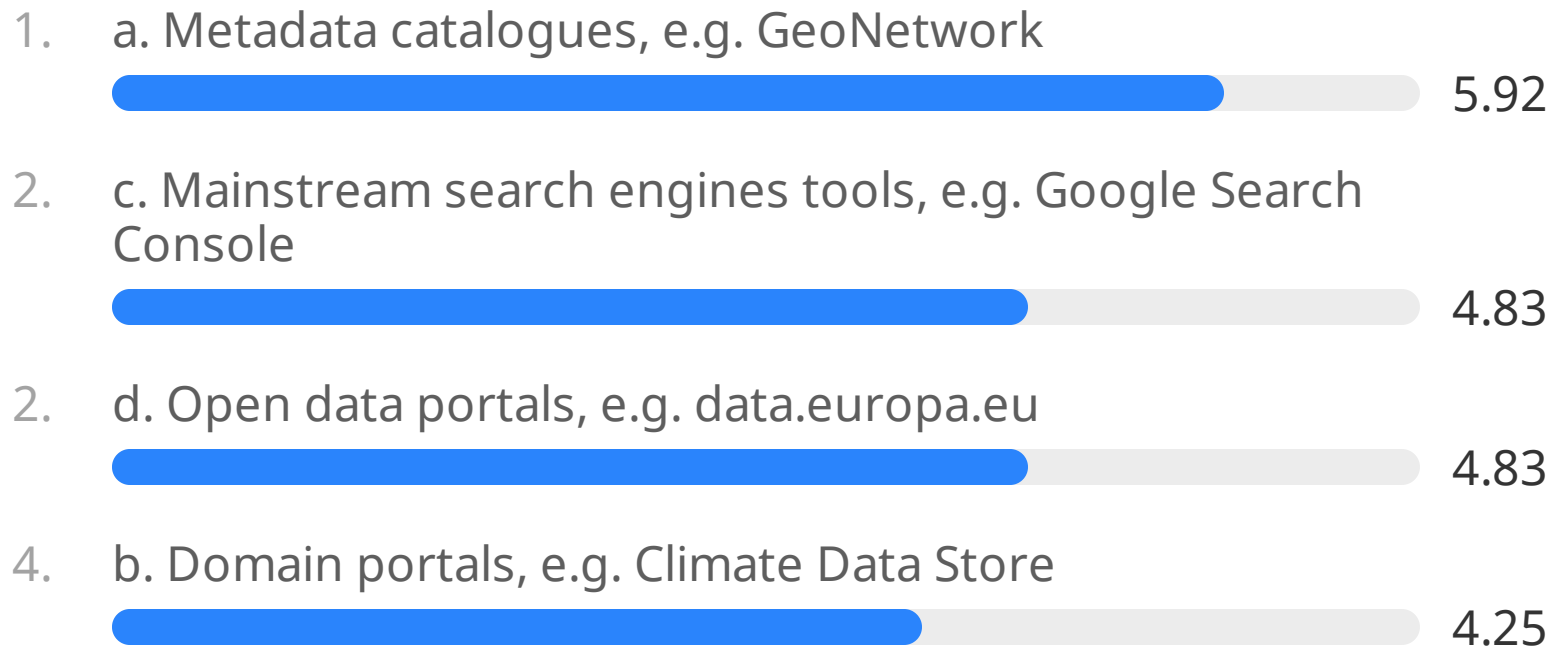 1. a. Metadata catalogues, e.g. GeoNetwork
5.92
2. c. Mainstream search engines tools, e.g. Google Search
Console
4.83
2. d. Open data portals, e.g. data.europa.eu
4.83
4. b. Domain portals, e.g. Climate Data Store
4.25